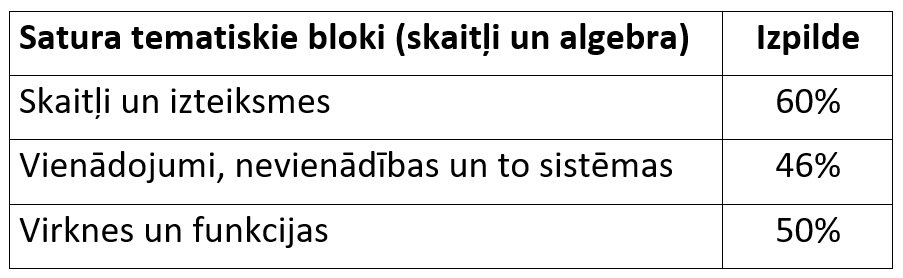 Satura tematiskie bloki (skaitļi un algebra) Izpilde
Skaitļi un izteiksmes 60%
Vienādojumi, nevienādības un to sistēmas 46%
Virknes un funkcijas 50%